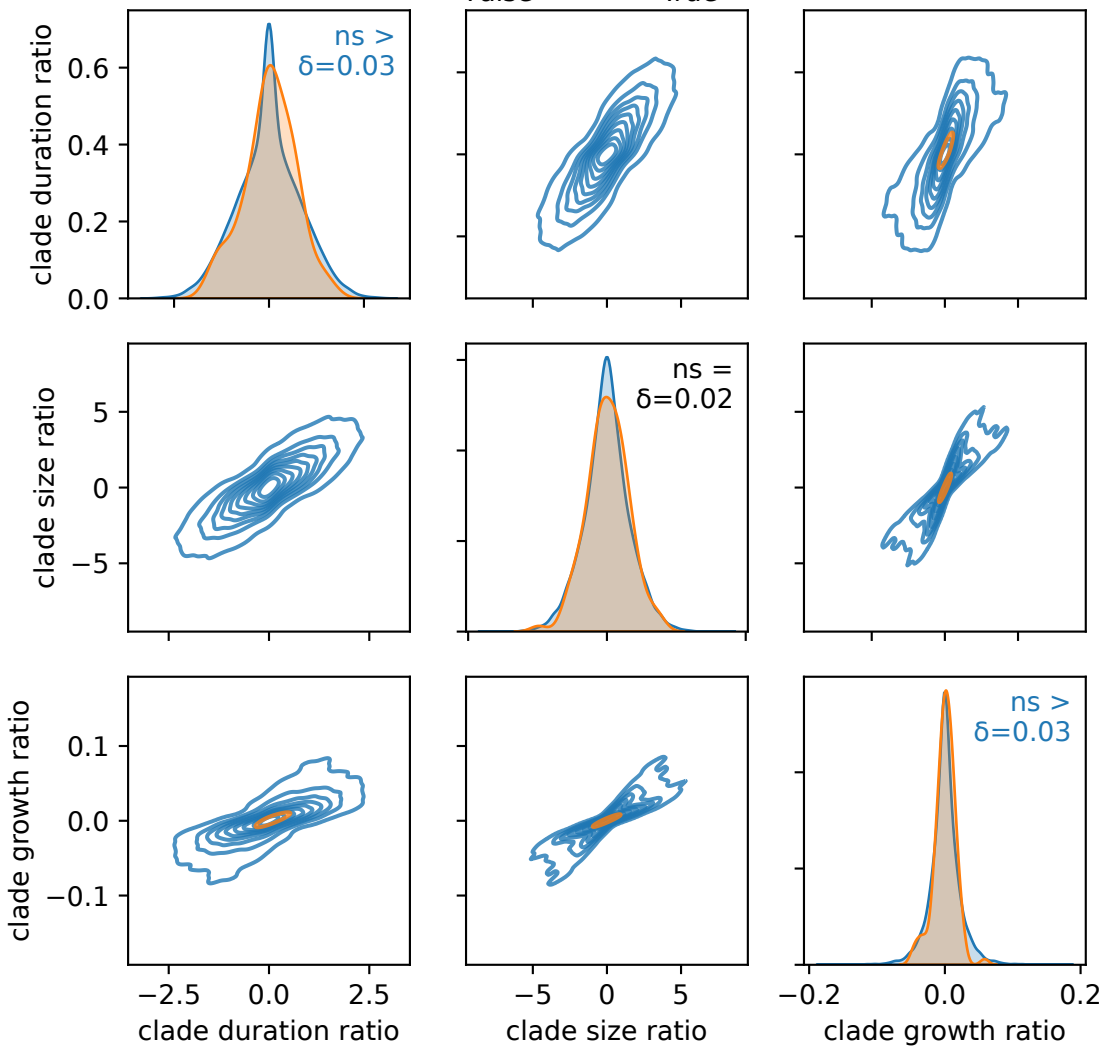 clade duration ratio
0.6
0.4
0.2
0.0
ns >
δ=0.03
clade size ratio
5
0
−5
ns =
δ=0.02
clade growth ratio
0.1
0.0
−0.1
ns >
δ=0.03
−2.5 0.0 2.5
−5 0 5
−0.2 0.0 0.2
clade duration ratio
clade size ratio
clade growth ratio